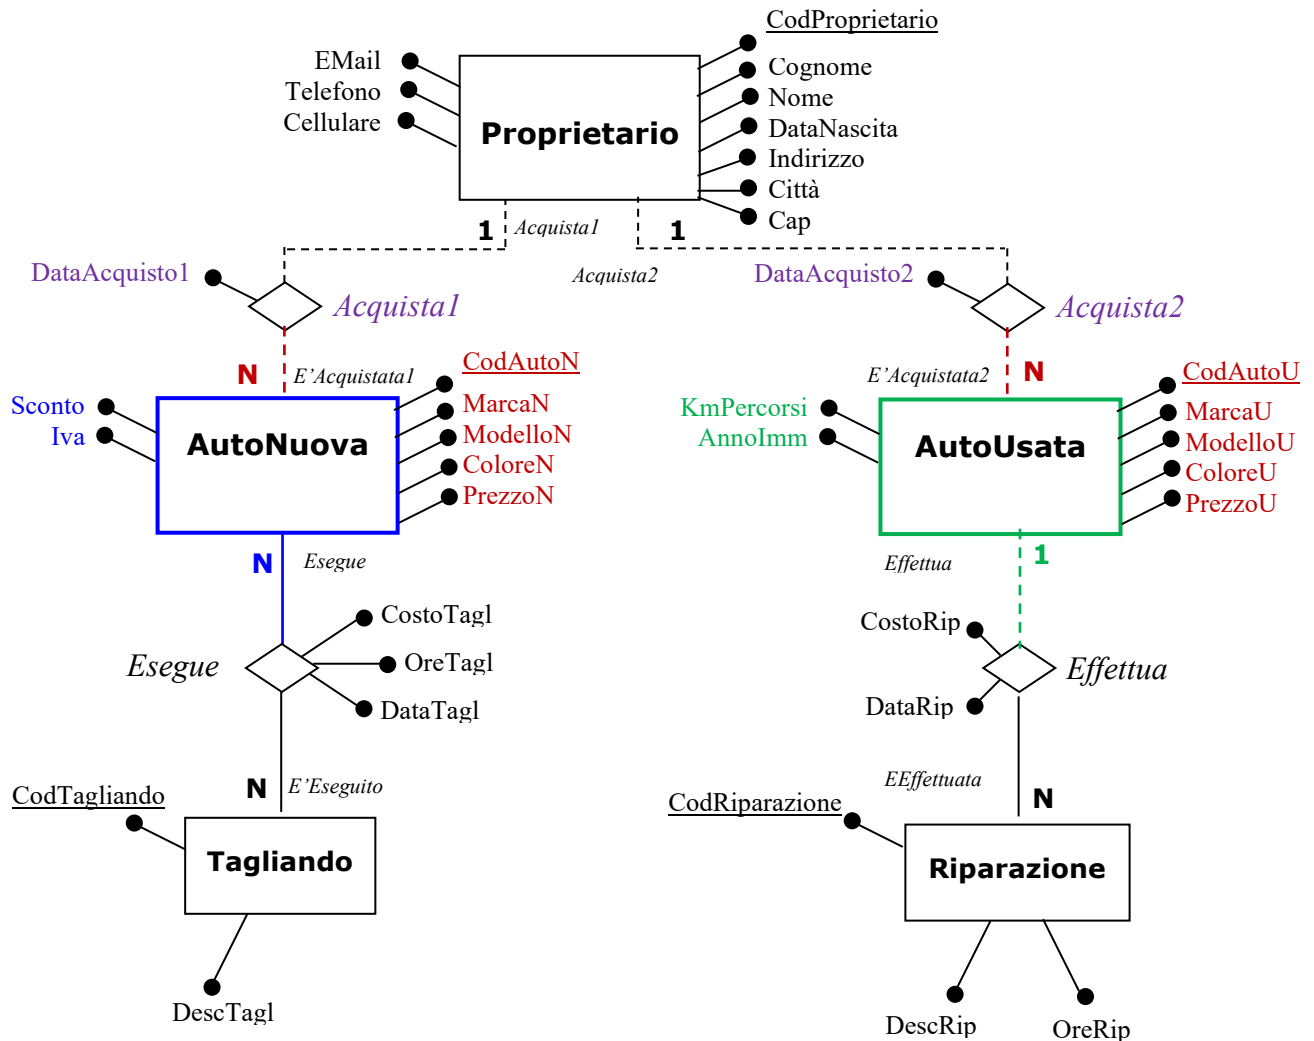 CodProprietario
EMail
Cognome
Telefono
Nome
Cellulare
Proprietario
DataNascita
Indirizzo
Città
Cap
1
Acquista1
1
Acquista2
DataAcquisto1
Acquista1
DataAcquisto2
Acquista2
N
E'Acquistata1
CodAutoN
E'Acquistata2
N
CodAutoU
Sconto
Iva
AutoNuova
MarcaN
ModelloN
ColoreN
PrezzoN
KmPercorsi
AnnoImm
AutoUsata
MarcaU
ModelloU
ColoreU
PrezzoU
N
Esegue
Effettua
1
CostoTagl
Esegue
OreTagl
DataTagl
CostoRip
Effettua
DataRip
N
E'Eseguito
EEffettuata
N
CodTagliando
CodRiparazione
Tagliando
Riparazione
DescTagl
DescRip
OreRip